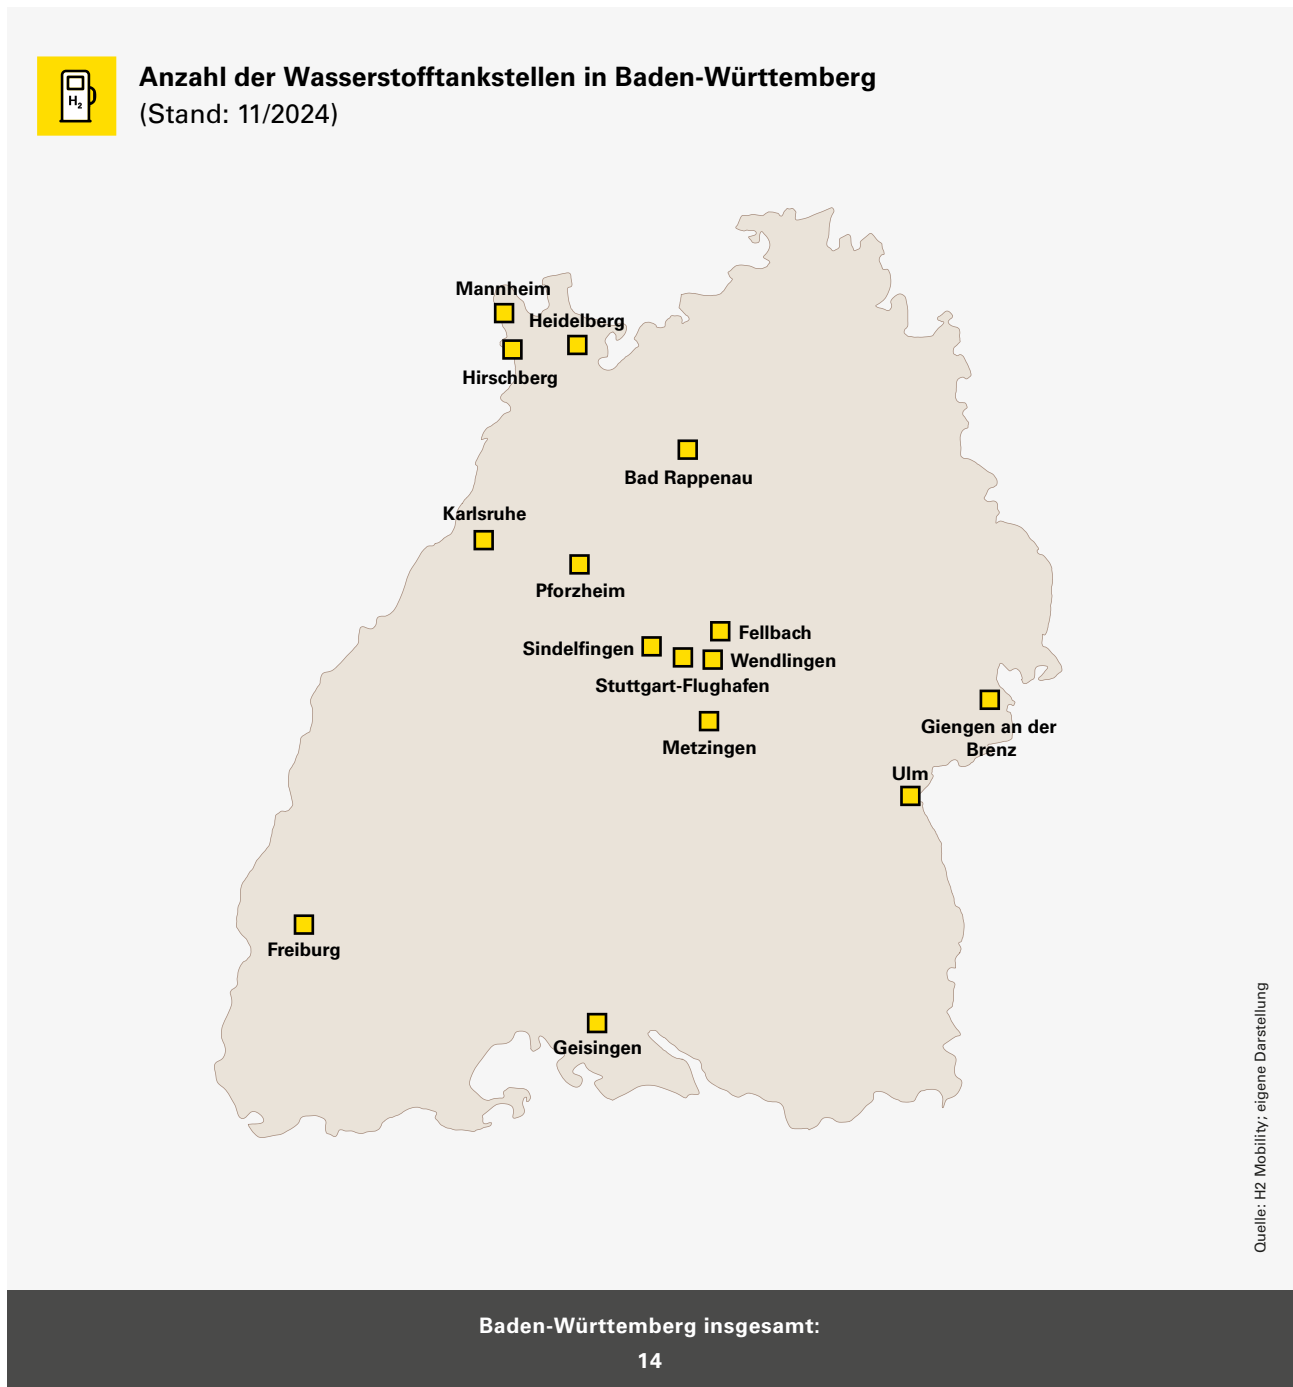 H₂
Anzahl der Wasserstofftankstellen in Baden-Württemberg
(Stand: 11/2024)
Mannheim
Heidelberg
Hirschberg
Bad Rappenau
Karlsruhe
Pforzheim
Fellbach
Sindelfingen
Wendlingen
Stuttgart-Flughafen
Metzingen
Giengen an der
Brenz
Ulm
Freiburg
Geisingen
Quelle: H2 Mobility; eigene Darstellung
Baden-Württemberg insgesamt:
14